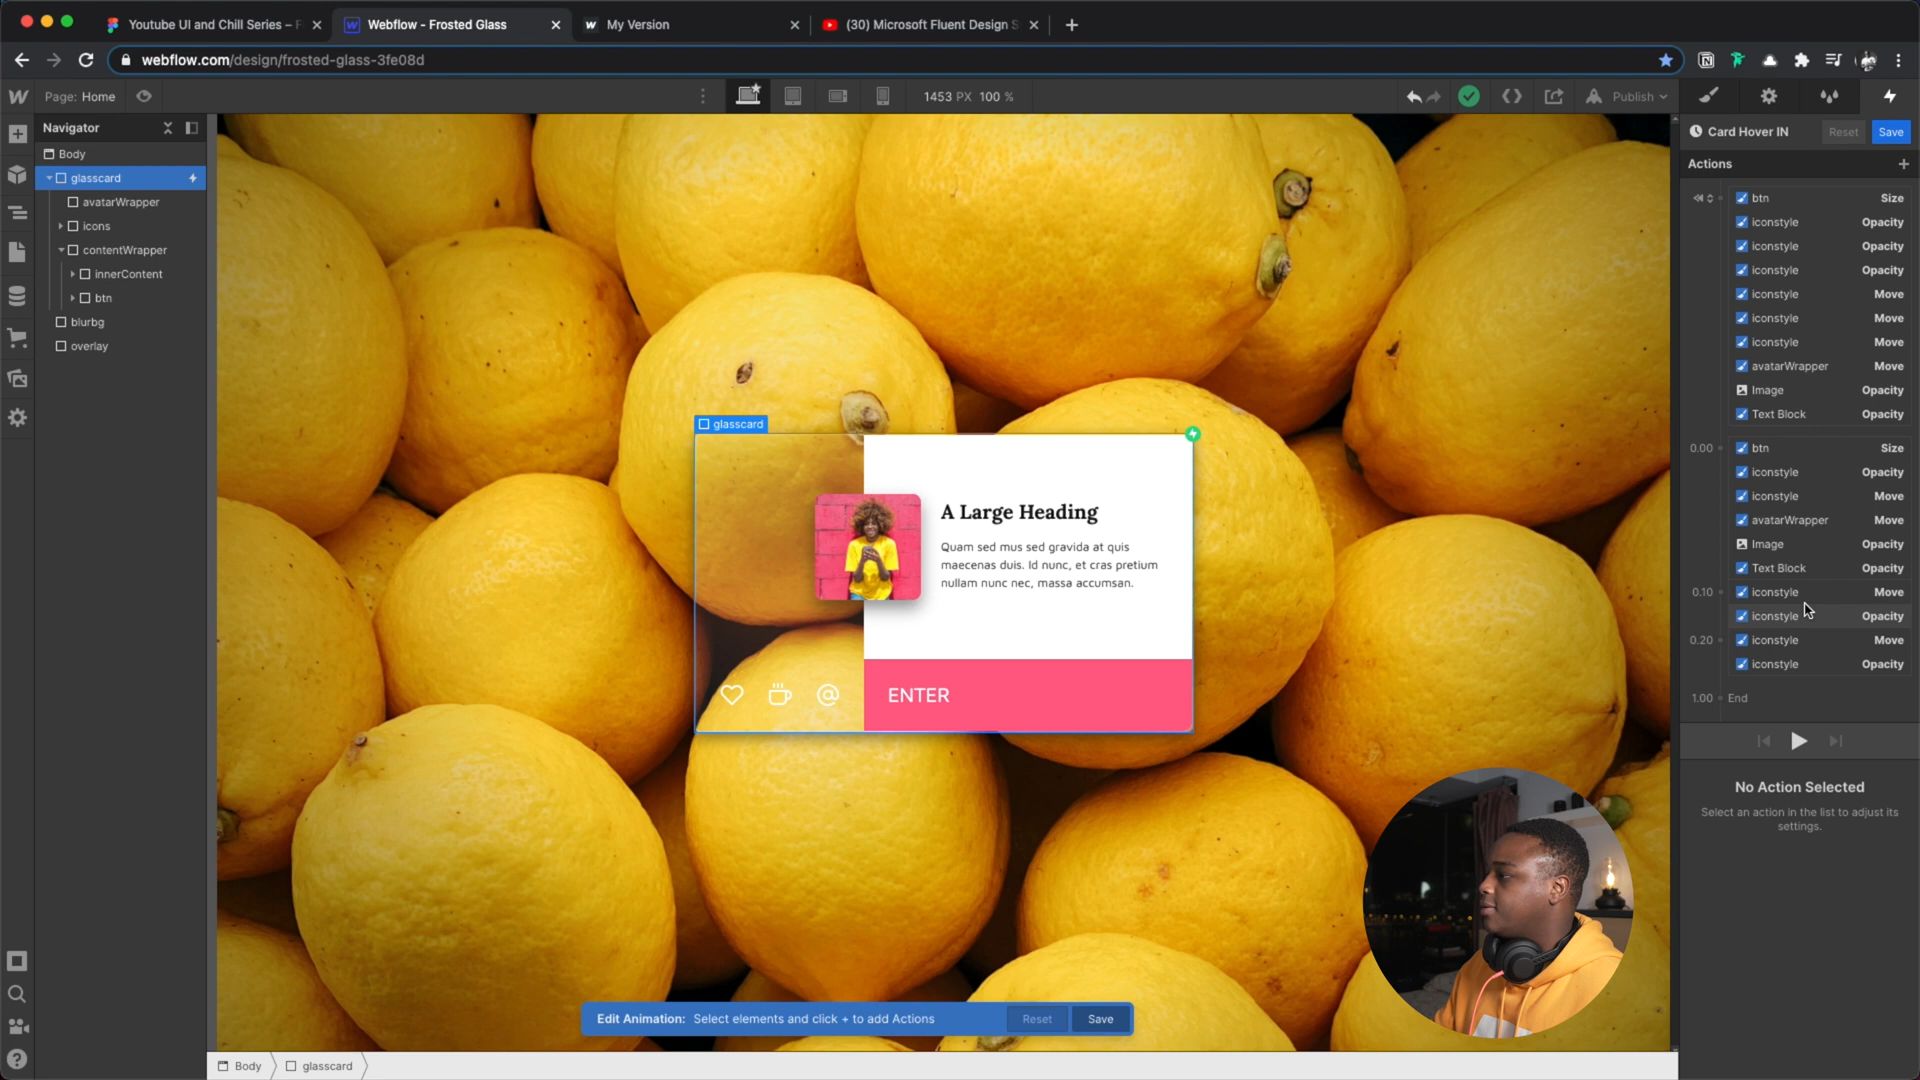 Youtube UI and Chill Series – F
Webflow - Frosted Glass
My Version
(30) Microsoft Fluent Design S
webflow.com/design/frosted-glass-3fe08d
Page: Home
1453 PX 100 %
Publish
Navigator
Body
glasscard
avatarWrapper
icons
contentWrapper
innerContent
btn
blurbg
overlay
glasscard
A Large Heading
Quam sed mus sed gravida at quis
maecenas duis. Id nunc, et cras pretium
nullam nunc nec, massa accumsan.
ENTER
Edit Animation: Select elements and click + to add Actions
Reset
Save
Body
glasscard
Card Hover IN
Reset
Save
Actions
btn Size
iconstyle Opacity
iconstyle Opacity
iconstyle Opacity
iconstyle Move
iconstyle Move
iconstyle Move
avatarWrapper Move
Image Opacity
Text Block Opacity
0.00 btn Size
iconstyle Opacity
iconstyle Move
avatarWrapper Move
Image Opacity
Text Block Opacity
0.10 iconstyle Move
iconstyle Opacity
0.20 iconstyle Move
iconstyle Opacity
1.00 End
No Action Selected
Select an action in the list to adjust its
settings.